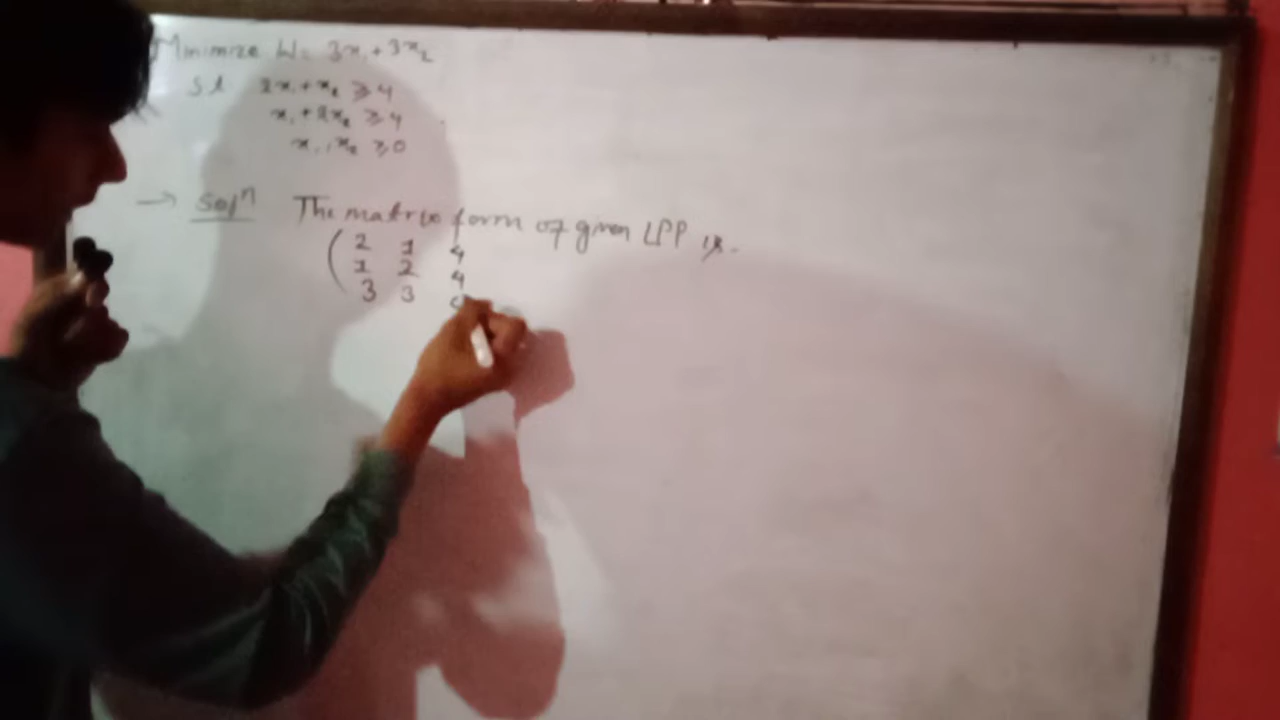 Minimize W = 3x₁ + 3x₂
S.t 2x₁ + x₂ ≥ 4
x₁ + 2x₂ ≥ 4
x₁, x₂ ≥ 0
→ Solⁿ The matrix form of given LPP is.
( 2 1 4
1 2 4
3 3